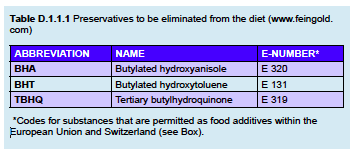 Table D.1.1.1 Preservatives to be eliminated from the diet (www.feingold.
com)
ABBREVIATION NAME E-NUMBER*
BHA Butylated hydroxyanisole E 320
BHT Butylated hydroxytoluene E 131
TBHQ Tertiary butylhydroquinone E 319
*Codes for substances that are permitted as food additives within the
European Union and Switzerland (see Box).